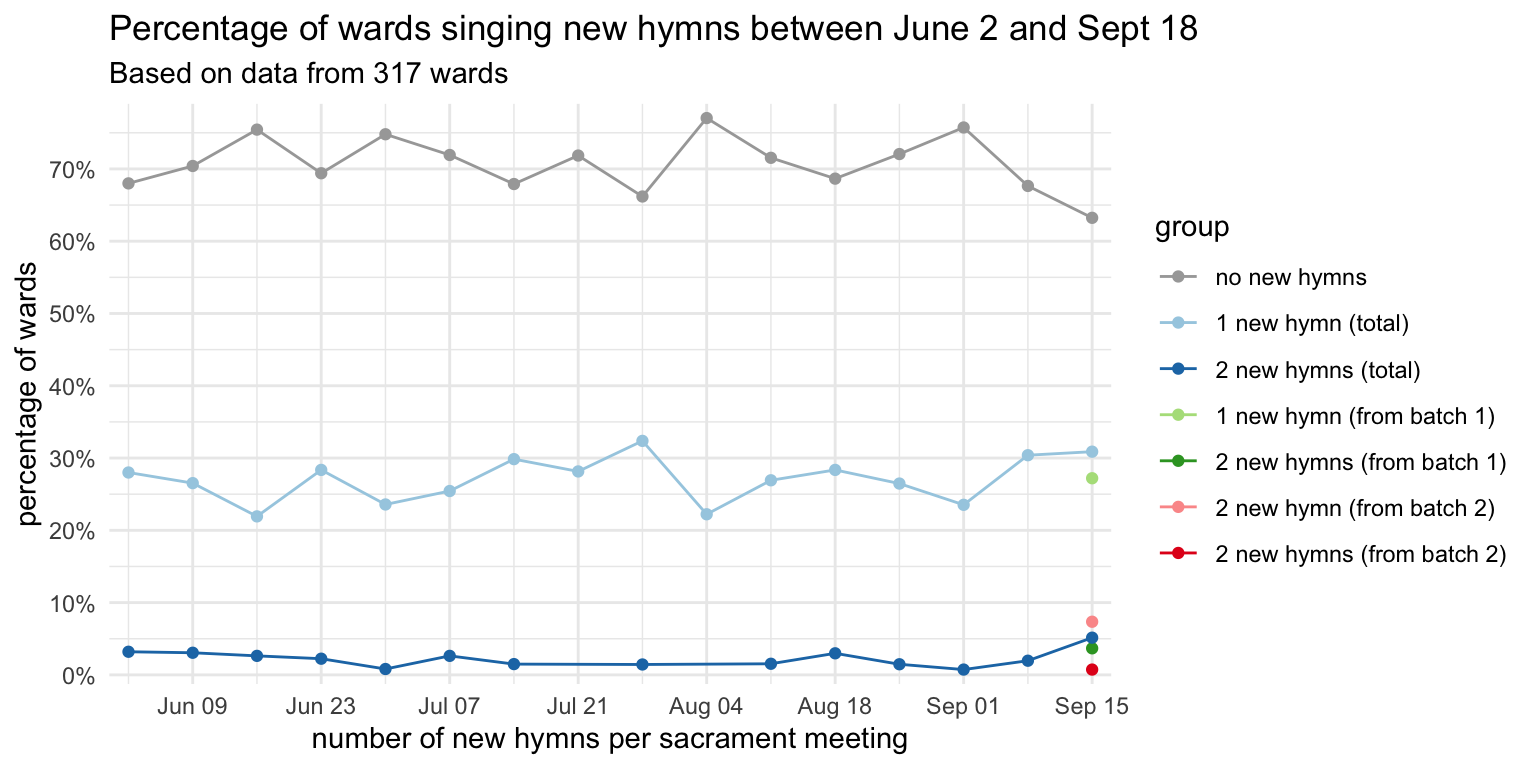 Percentage of wards singing new hymns between June 2 and Sept 18
Based on data from 317 wards
percentage of wards
70%
60%
50%
40%
30%
20%
10%
0%
Jun 09
Jun 23
Jul 07
Jul 21
Aug 04
Aug 18
Sep 01
Sep 15
number of new hymns per sacrament meeting
group
no new hymns
1 new hymn (total)
2 new hymns (total)
1 new hymn (from batch 1)
2 new hymns (from batch 1)
2 new hymn (from batch 2)
2 new hymns (from batch 2)